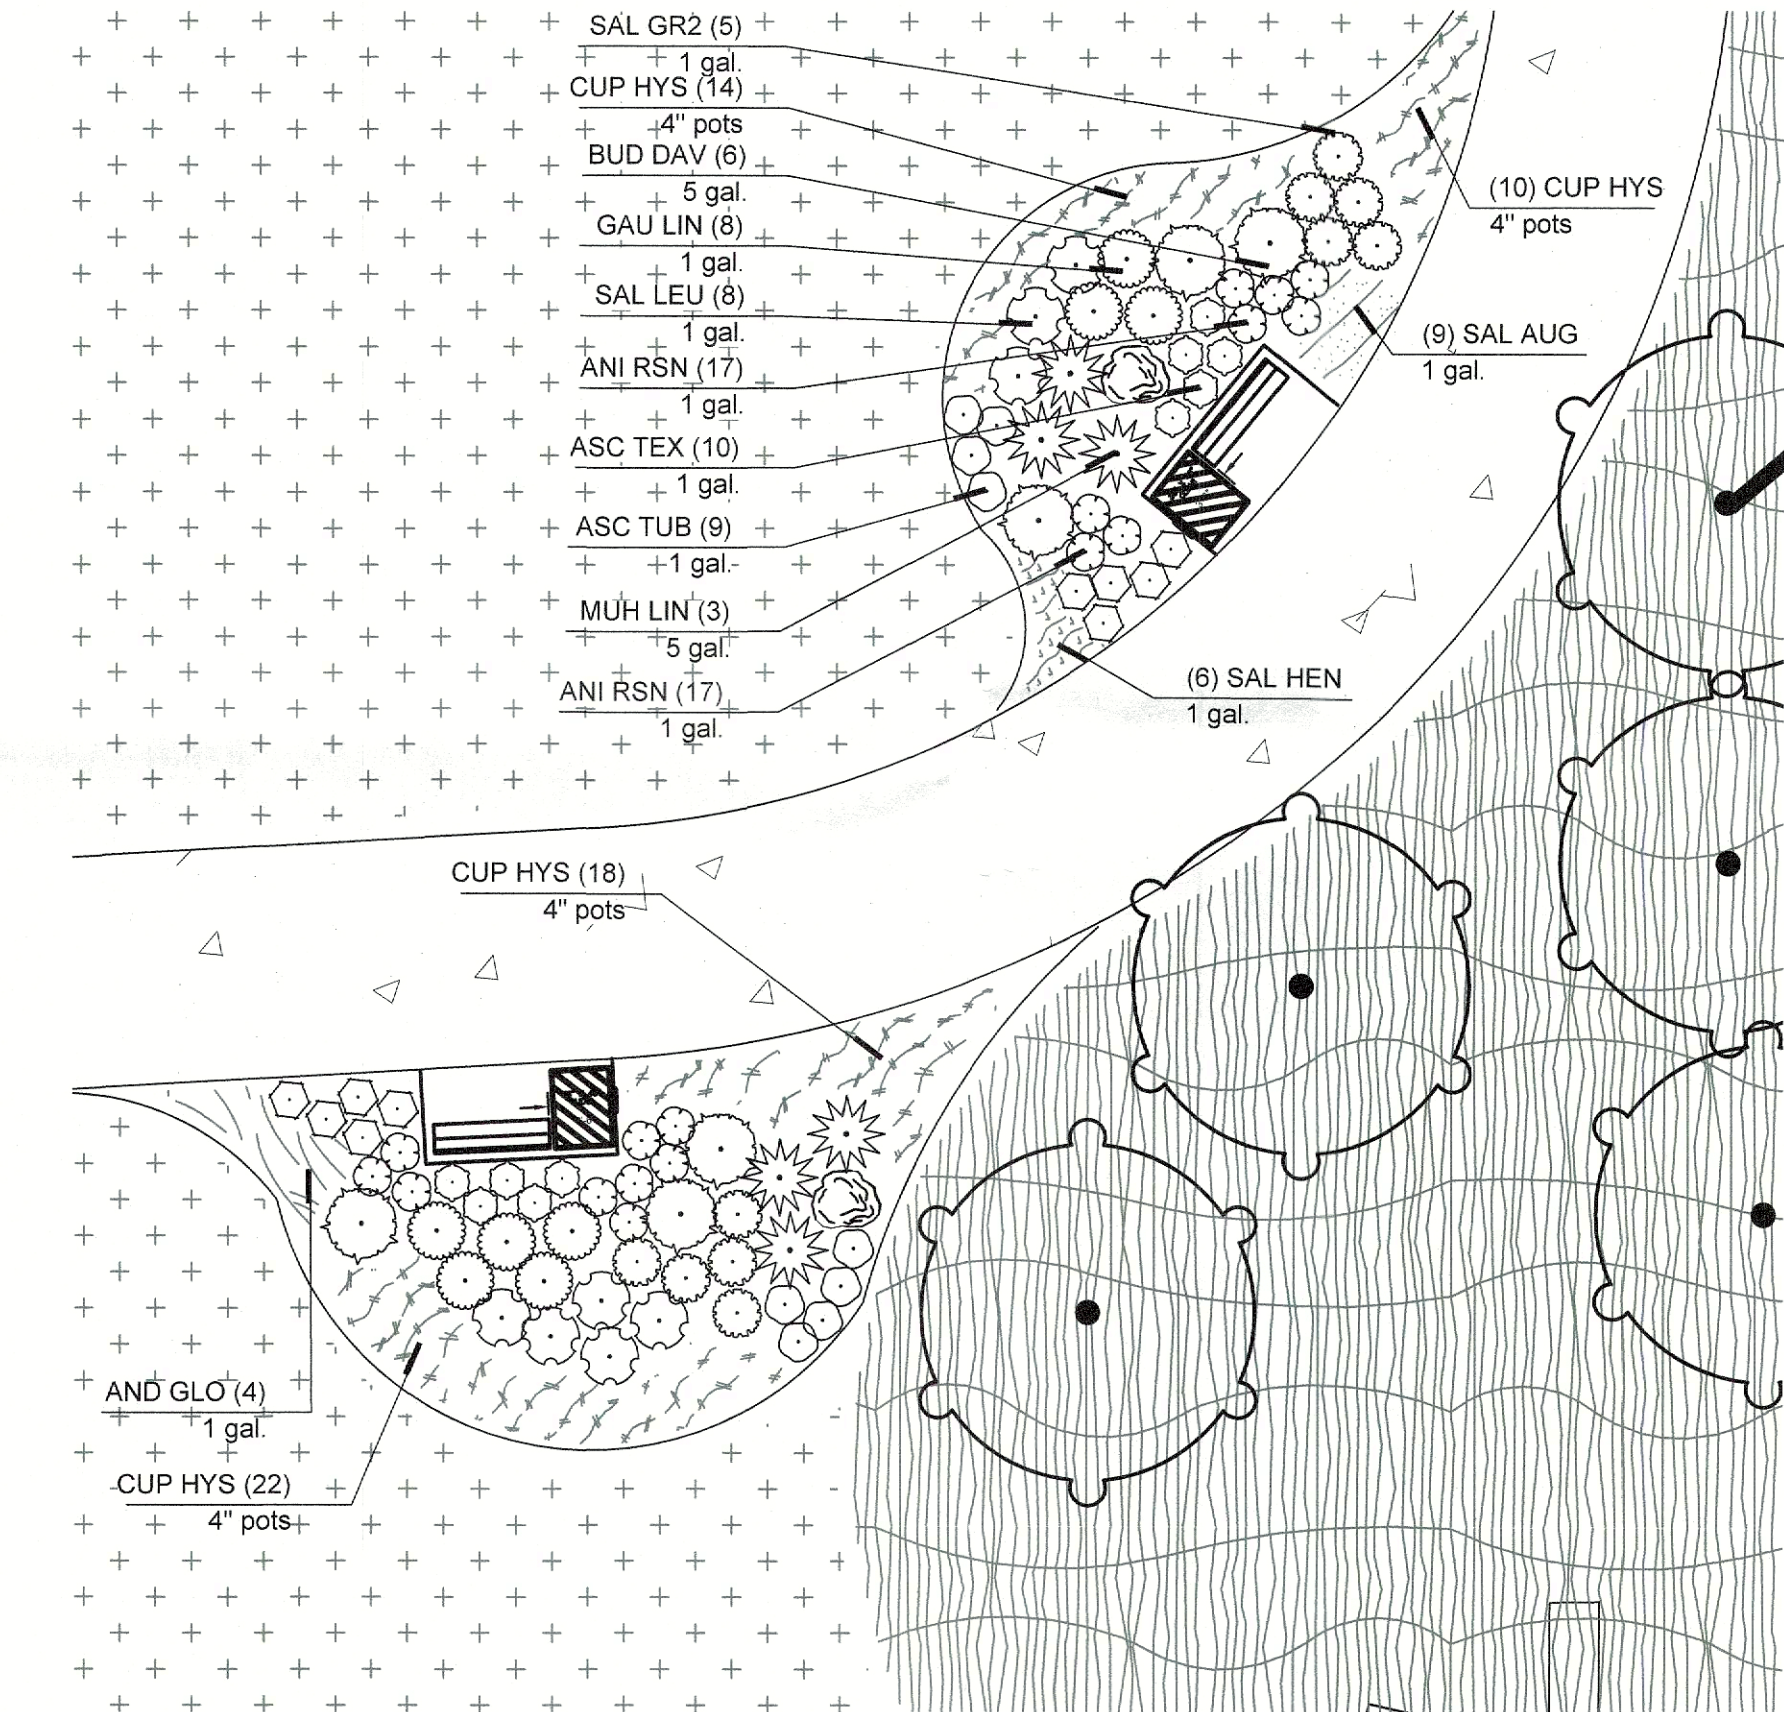 SAL GR2 (5)
1 gal.
CUP HYS (14)
4" pots
BUD DAV (6)
5 gal.
GAU LIN (8)
1 gal.
SAL LEU (8)
1 gal.
ANI RSN (17)
1 gal.
ASC TEX (10)
1 gal.
ASC TUB (9)
1 gal.
MUH LIN (3)
5 gal.
ANI RSN (17)
1 gal.
(10) CUP HYS
4" pots
(9) SAL AUG
1 gal.
(6) SAL HEN
1 gal.
CUP HYS (18)
4" pots
AND GLO (4)
1 gal.
CUP HYS (22)
4" pots